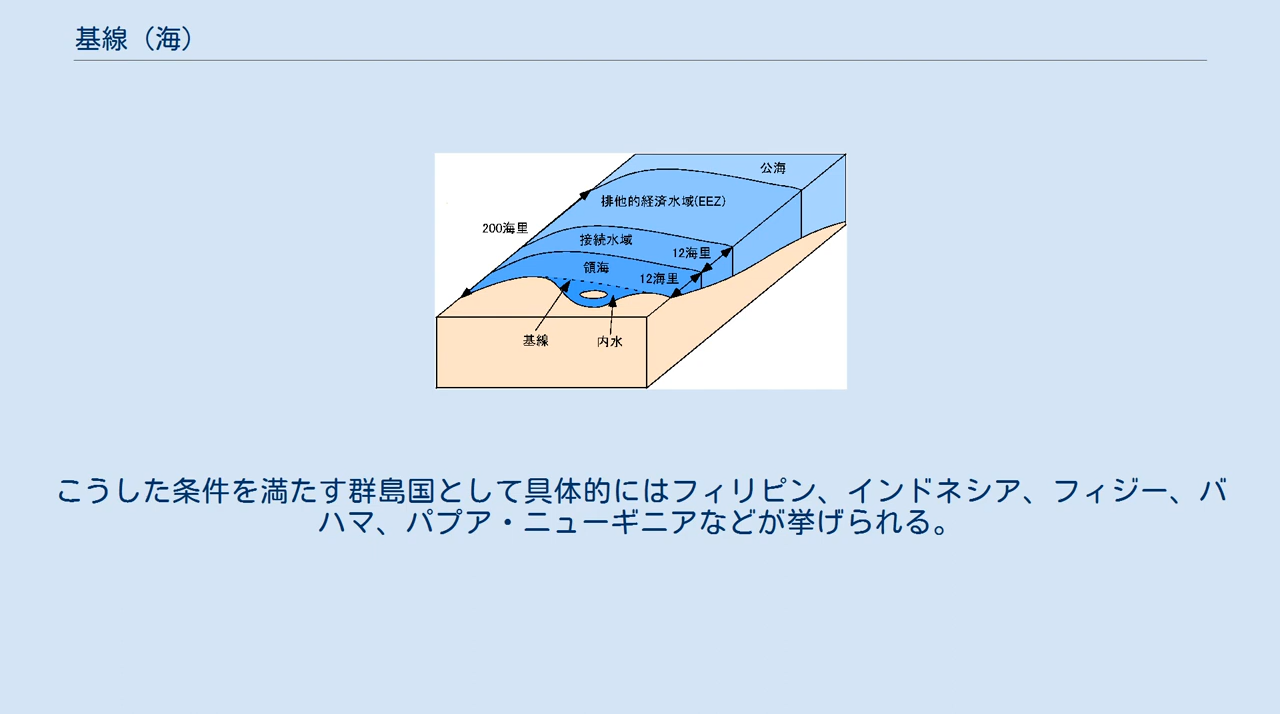 基線（海）
公海
排他的経済水域(EEZ)
200海里
接続水域
12海里
領海
12海里
基線
内水
こうした条件を満たす群島国として具体的にはフィリピン、インドネシア、フィジー、バ
ハマ、パプア・ニューギニアなどが挙げられる。